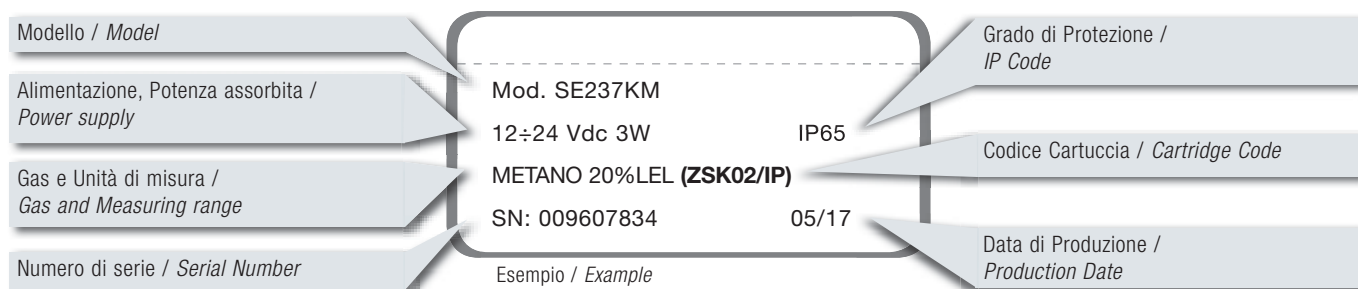 Modello / Model
Alimentazione, Potenza assorbita /
Power supply
Gas e Unità di misura /
Gas and Measuring range
Numero di serie / Serial Number
Mod. SE237KM
12÷24 Vdc 3W IP65
METANO 20%LEL (ZSK02/IP)
SN: 009607834 05/17
Esempio / Example
Grado di Protezione /
IP Code
Codice Cartuccia / Cartridge Code
Data di Produzione /
Production Date